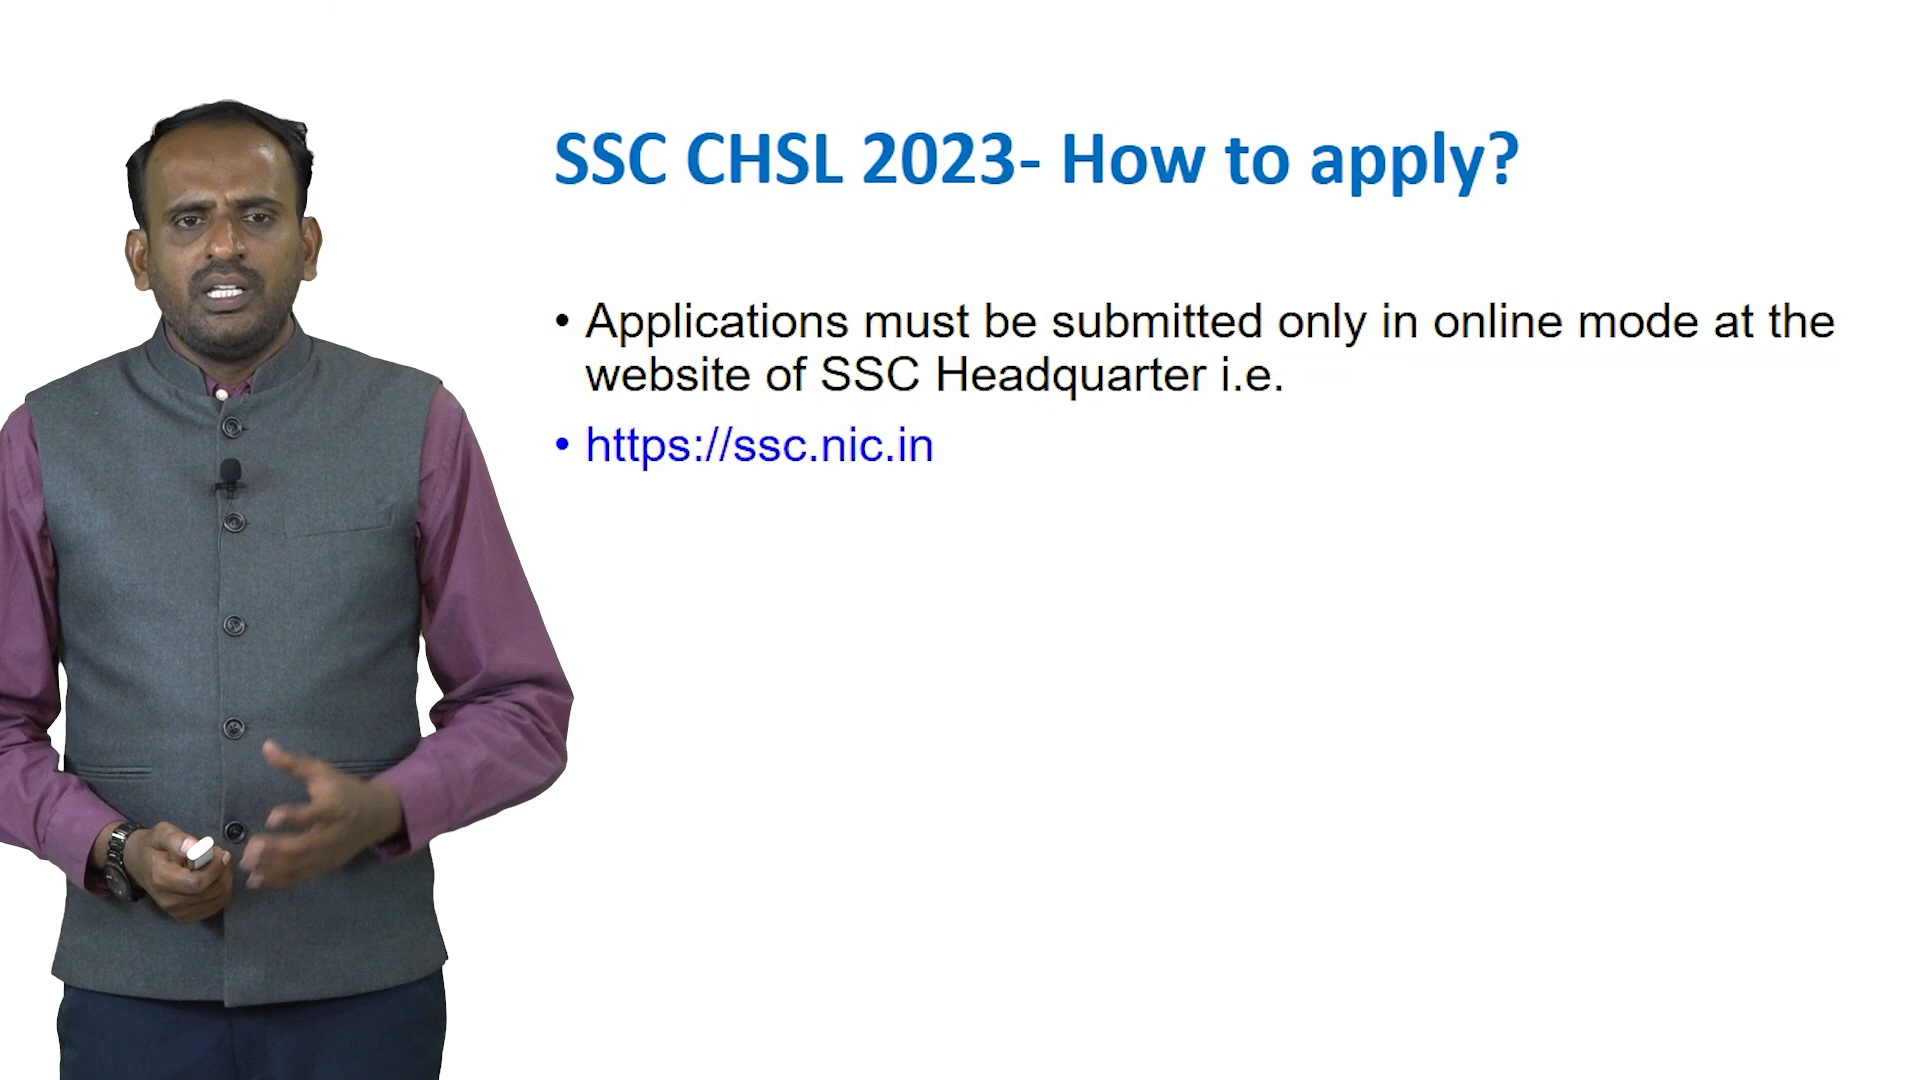 SSC CHSL 2023- How to apply?
• Applications must be submitted only in online mode at the
website of SSC Headquarter i.e.
• https://ssc.nic.in